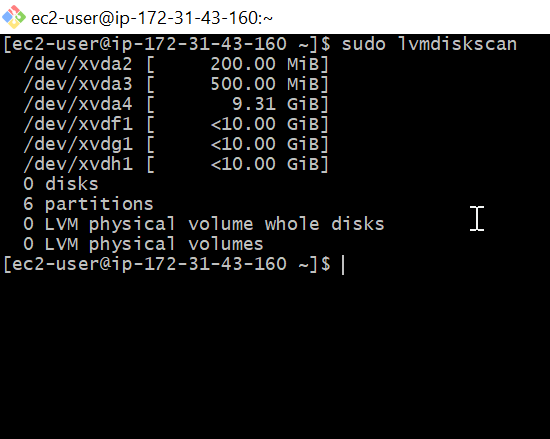 ec2-user@ip-172-31-43-160:~
[ec2-user@ip-172-31-43-160 ~]$ sudo lvmdiskscan
  /dev/xvda2 [     200.00 MiB]
  /dev/xvda3 [     500.00 MiB]
  /dev/xvda4 [       9.31 GiB]
  /dev/xvdf1 [     <10.00 GiB]
  /dev/xvdg1 [     <10.00 GiB]
  /dev/xvdh1 [     <10.00 GiB]
  0 disks
  6 partitions
  0 LVM physical volume whole disks
  0 LVM physical volumes
[ec2-user@ip-172-31-43-160 ~]$